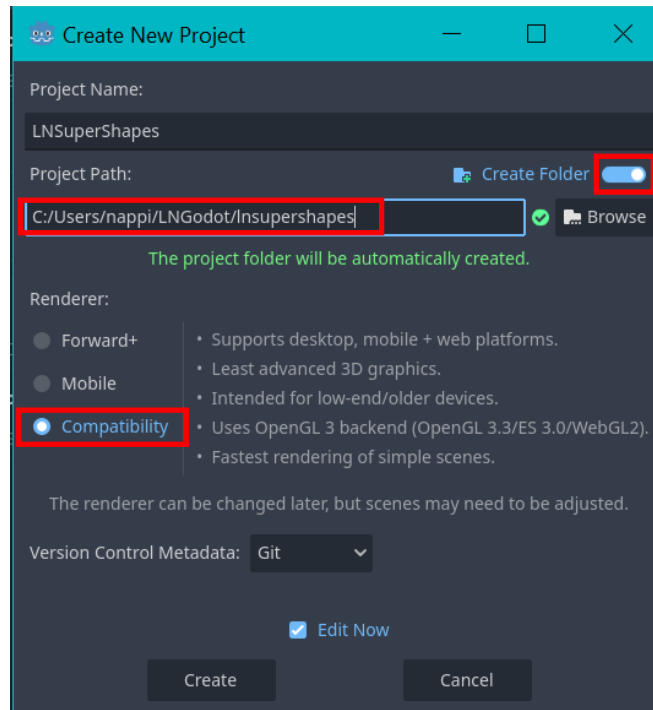 Create New Project
Project Name:
LNSuperShapes
Project Path:
Create Folder
C:/Users/nappi/LNGodot/lnsupershapes
Browse
The project folder will be automatically created.
Renderer:
Forward+
Mobile
Compatibility
• Supports desktop, mobile + web platforms.
• Least advanced 3D graphics.
• Intended for low-end/older devices.
• Uses OpenGL 3 backend (OpenGL 3.3/ES 3.0/WebGL2).
• Fastest rendering of simple scenes.
The renderer can be changed later, but scenes may need to be adjusted.
Version Control Metadata: Git
Edit Now
Create
Cancel